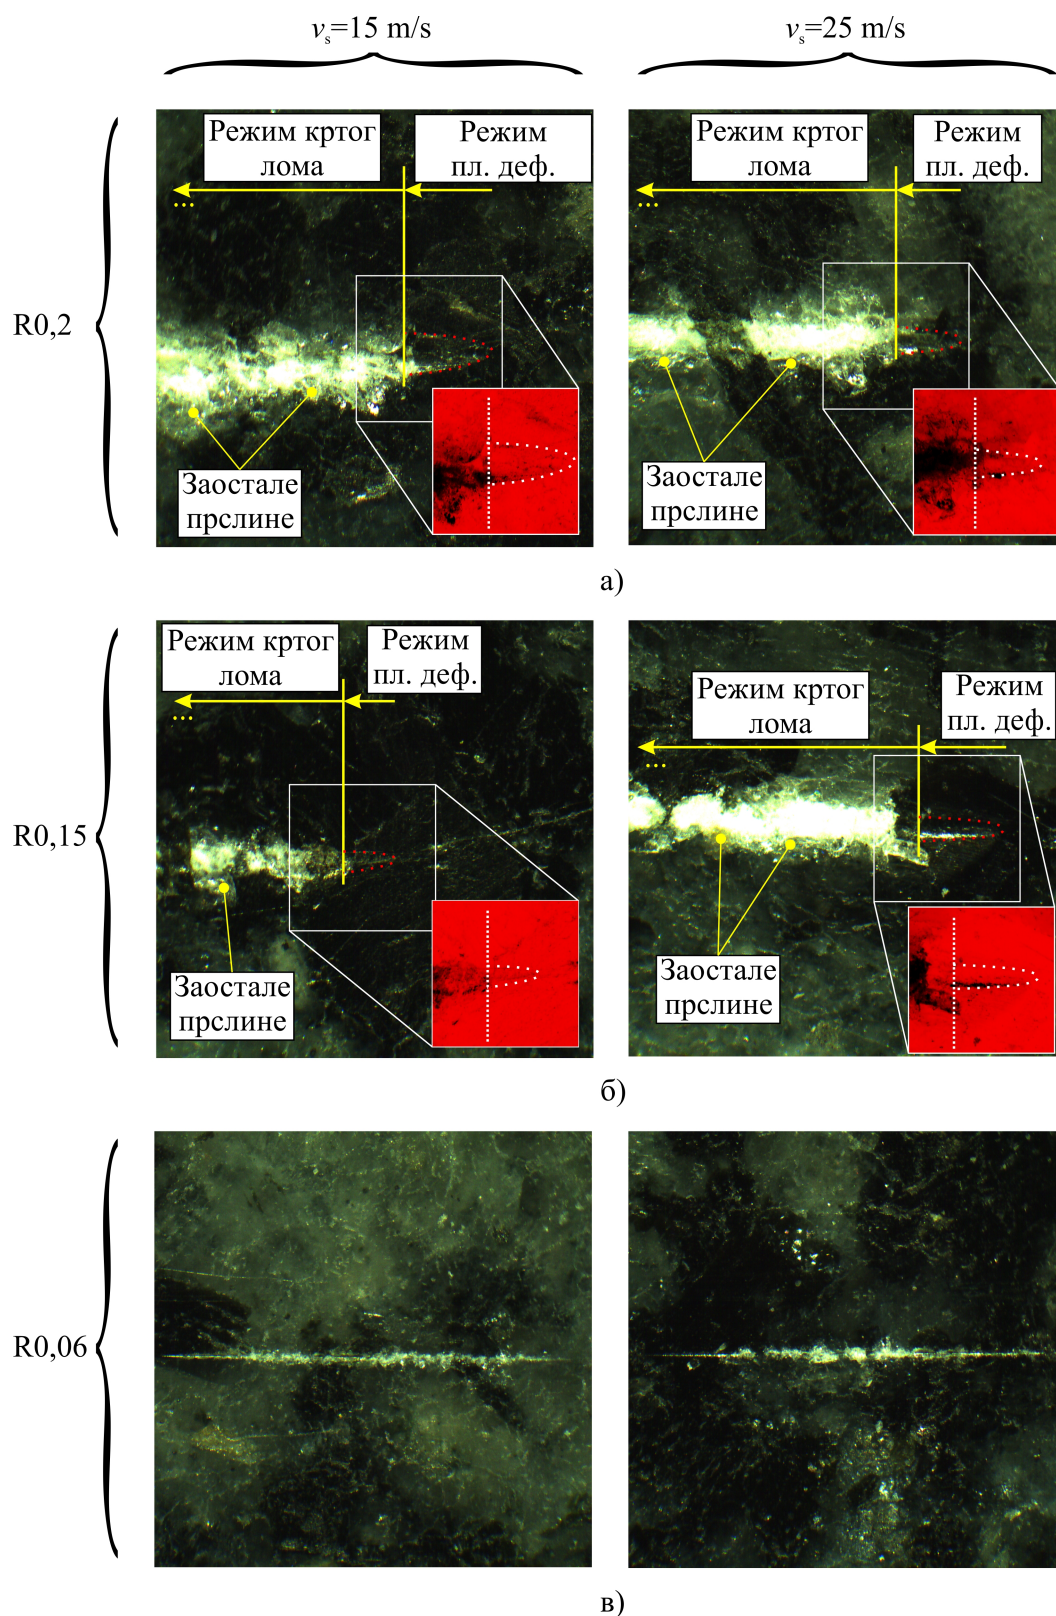 vs=15 m/s
vs=25 m/s
R0,2
Режим кртог
лома
Режим
пл. деф.
...
Заостале
прслине
Режим кртог
лома
Режим
пл. деф.
...
Заостале
прслине
а)
R0,15
Режим кртог
лома
Режим
пл. деф.
...
Заостале
прслине
Режим кртог
лома
Режим
пл. деф.
...
Заостале
прслине
б)
R0,06
в)